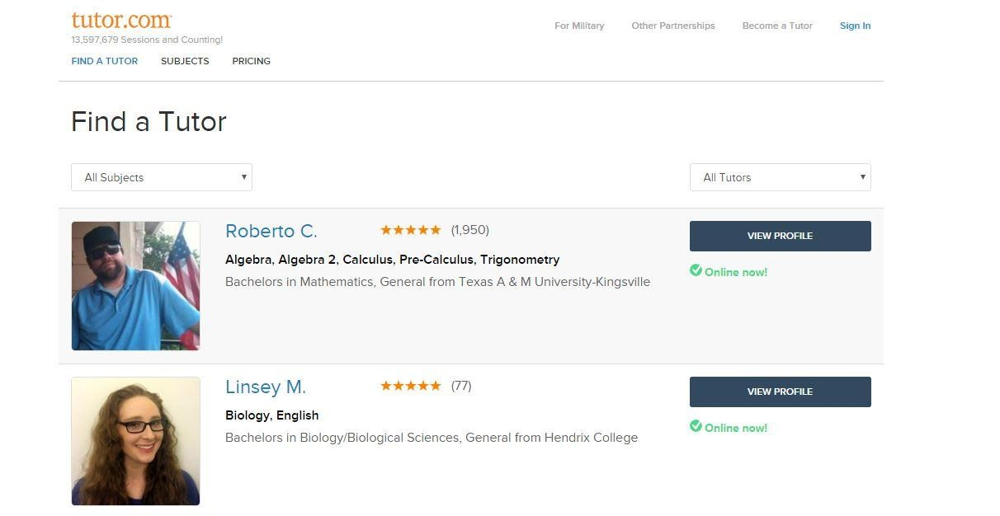 tutor.com
13,597,679 Sessions and Counting!
For Military Other Partnerships Become a Tutor Sign In
FIND A TUTOR SUBJECTS PRICING
Find a Tutor
All Subjects All Tutors
Roberto C. (1,950) VIEW PROFILE
Algebra, Algebra 2, Calculus, Pre-Calculus, Trigonometry
Online now!
Bachelors in Mathematics, General from Texas A & M University-Kingsville
Linsey M. (77) VIEW PROFILE
Biology, English
Online now!
Bachelors in Biology/Biological Sciences, General from Hendrix College